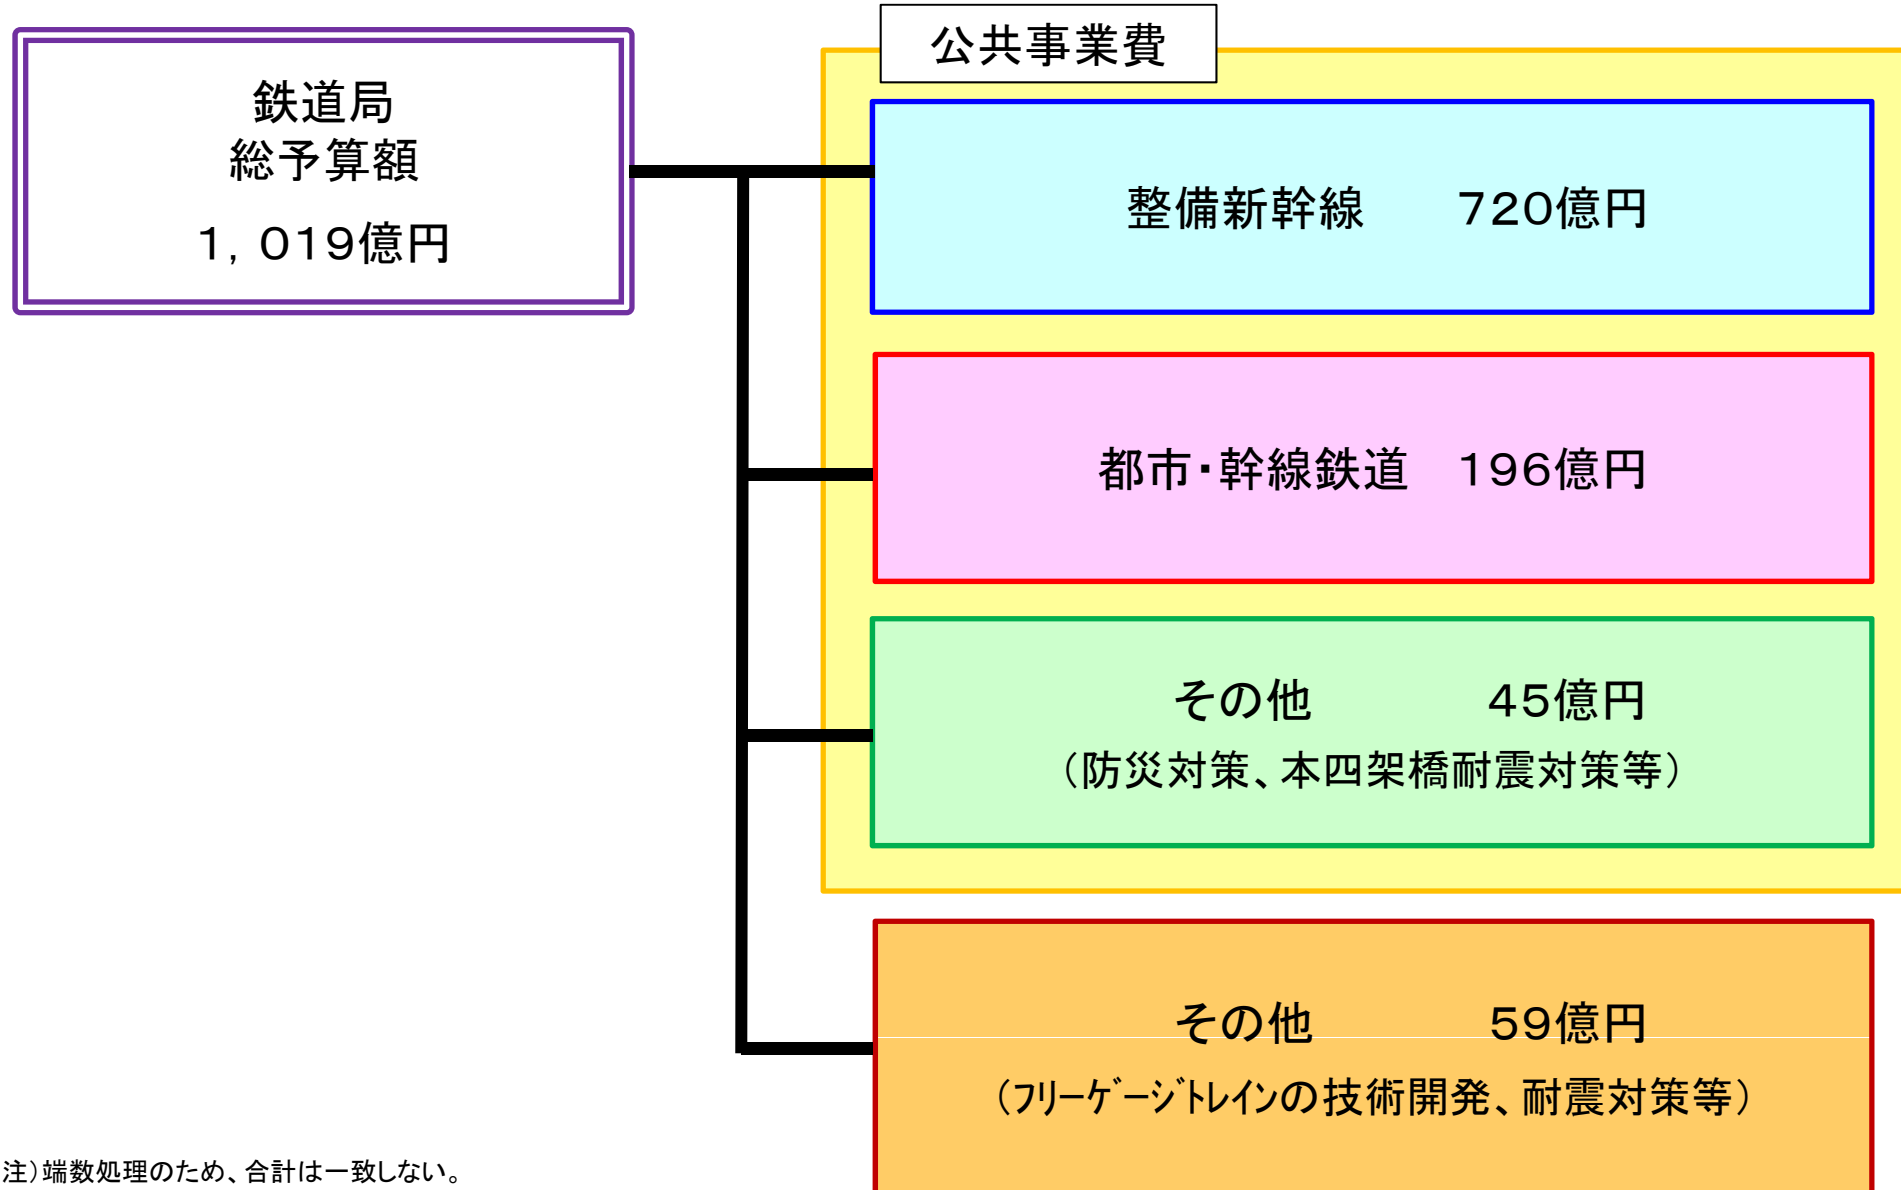 公共事業費
鉄道局
総予算額
1,019億円
整備新幹線 720億円
都市・幹線鉄道 196億円
その他 45億円
(防災対策、本四架橋耐震対策等)
その他 59億円
(フリーゲージトレインの技術開発、耐震対策等)
注)端数処理のため、合計は一致しない。